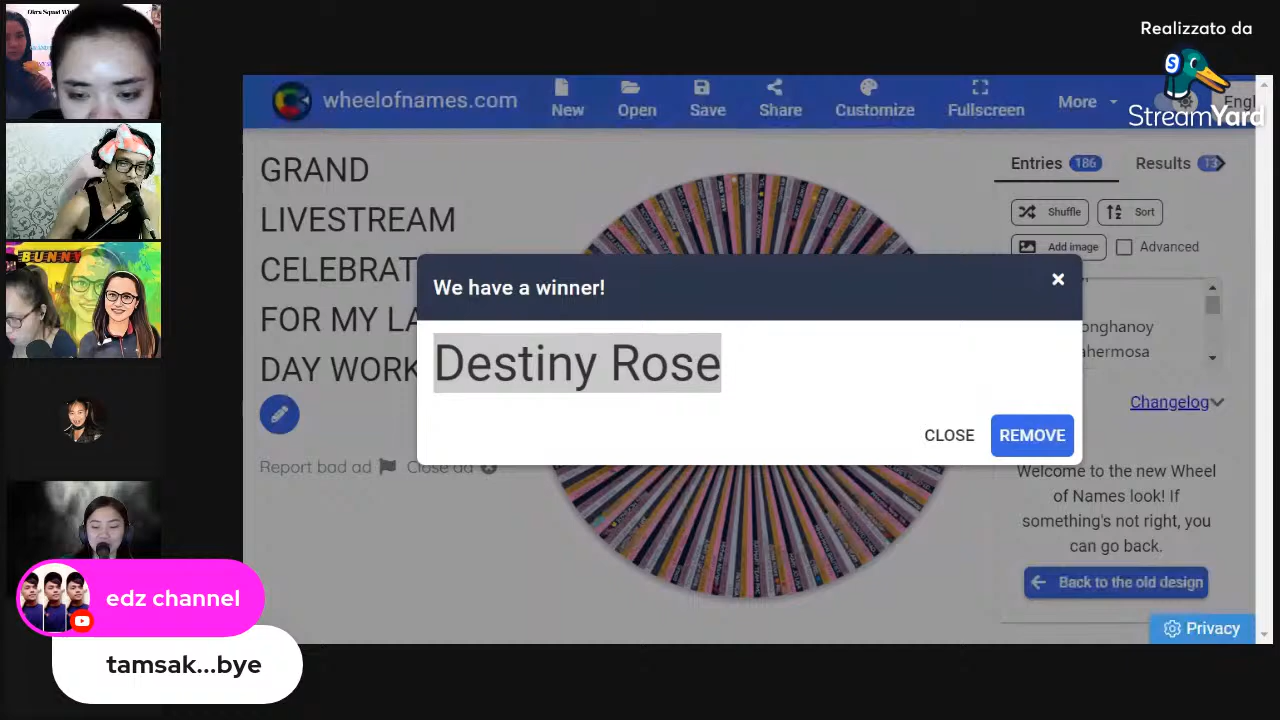 Realizzato da
StreamYard
BUNNY
wheelofnames.com
New
Open
Save
Share
Customize
Fullscreen
More
Engl
GRAND
LIVESTREAM
CELEBRAT
FOR MY LA
DAY WORK
Entries 186
Results 13
Shuffle
Sort
Add image
Advanced
onghanoy
ahermosa
We have a winner!
Destiny Rose
CLOSE
REMOVE
Changelog
Report bad ad
Close ad
Welcome to the new Wheel
of Names look! If
something's not right, you
can go back.
Back to the old design
Privacy
edz channel
tamsak...bye